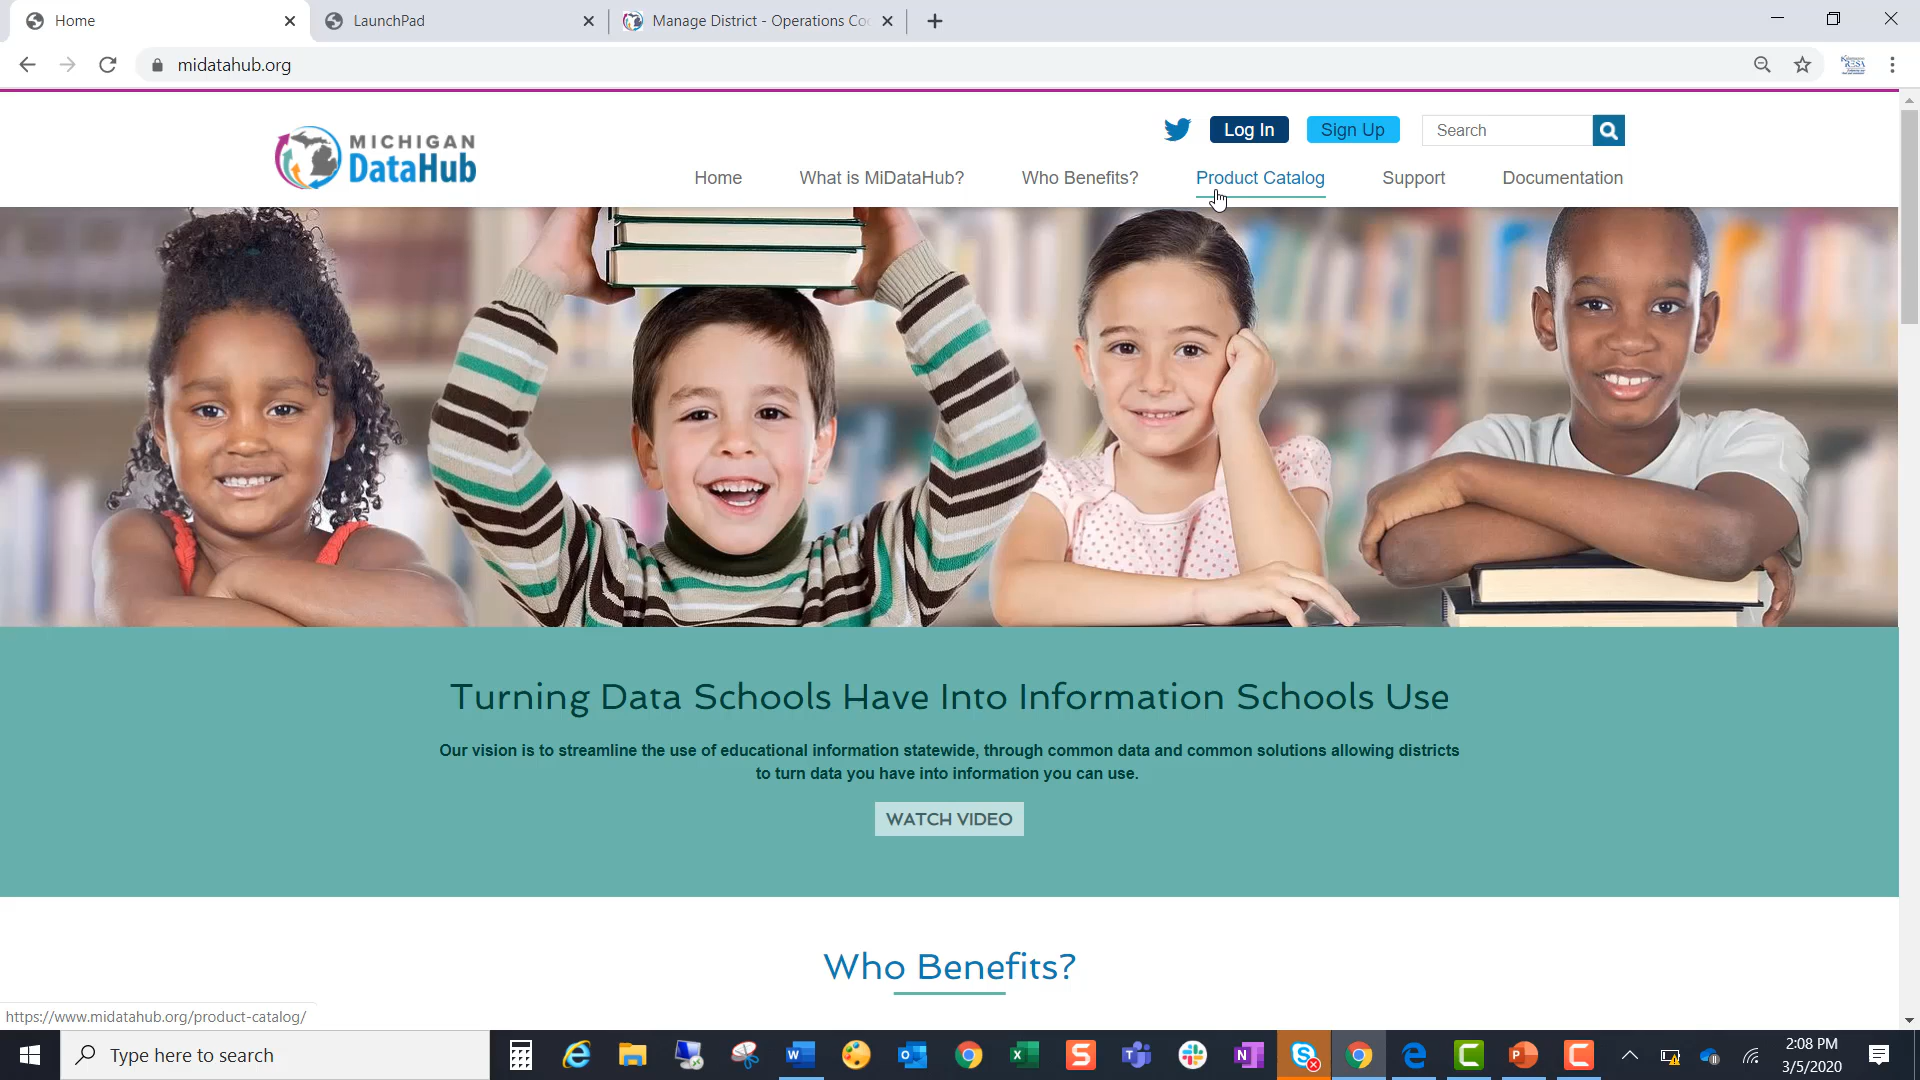 Home
LaunchPad
Manage District - Operations Co
midatahub.org
MICHIGAN
DataHub
Log In
Sign Up
Search
Home
What is MiDataHub?
Who Benefits?
Product Catalog
Support
Documentation
Turning Data Schools Have Into Information Schools Use
Our vision is to streamline the use of educational information statewide, through common data and common solutions allowing districts
to turn data you have into information you can use.
WATCH VIDEO
Who Benefits?
https://www.midatahub.org/product-catalog/
Type here to search
2:08 PM
3/5/2020